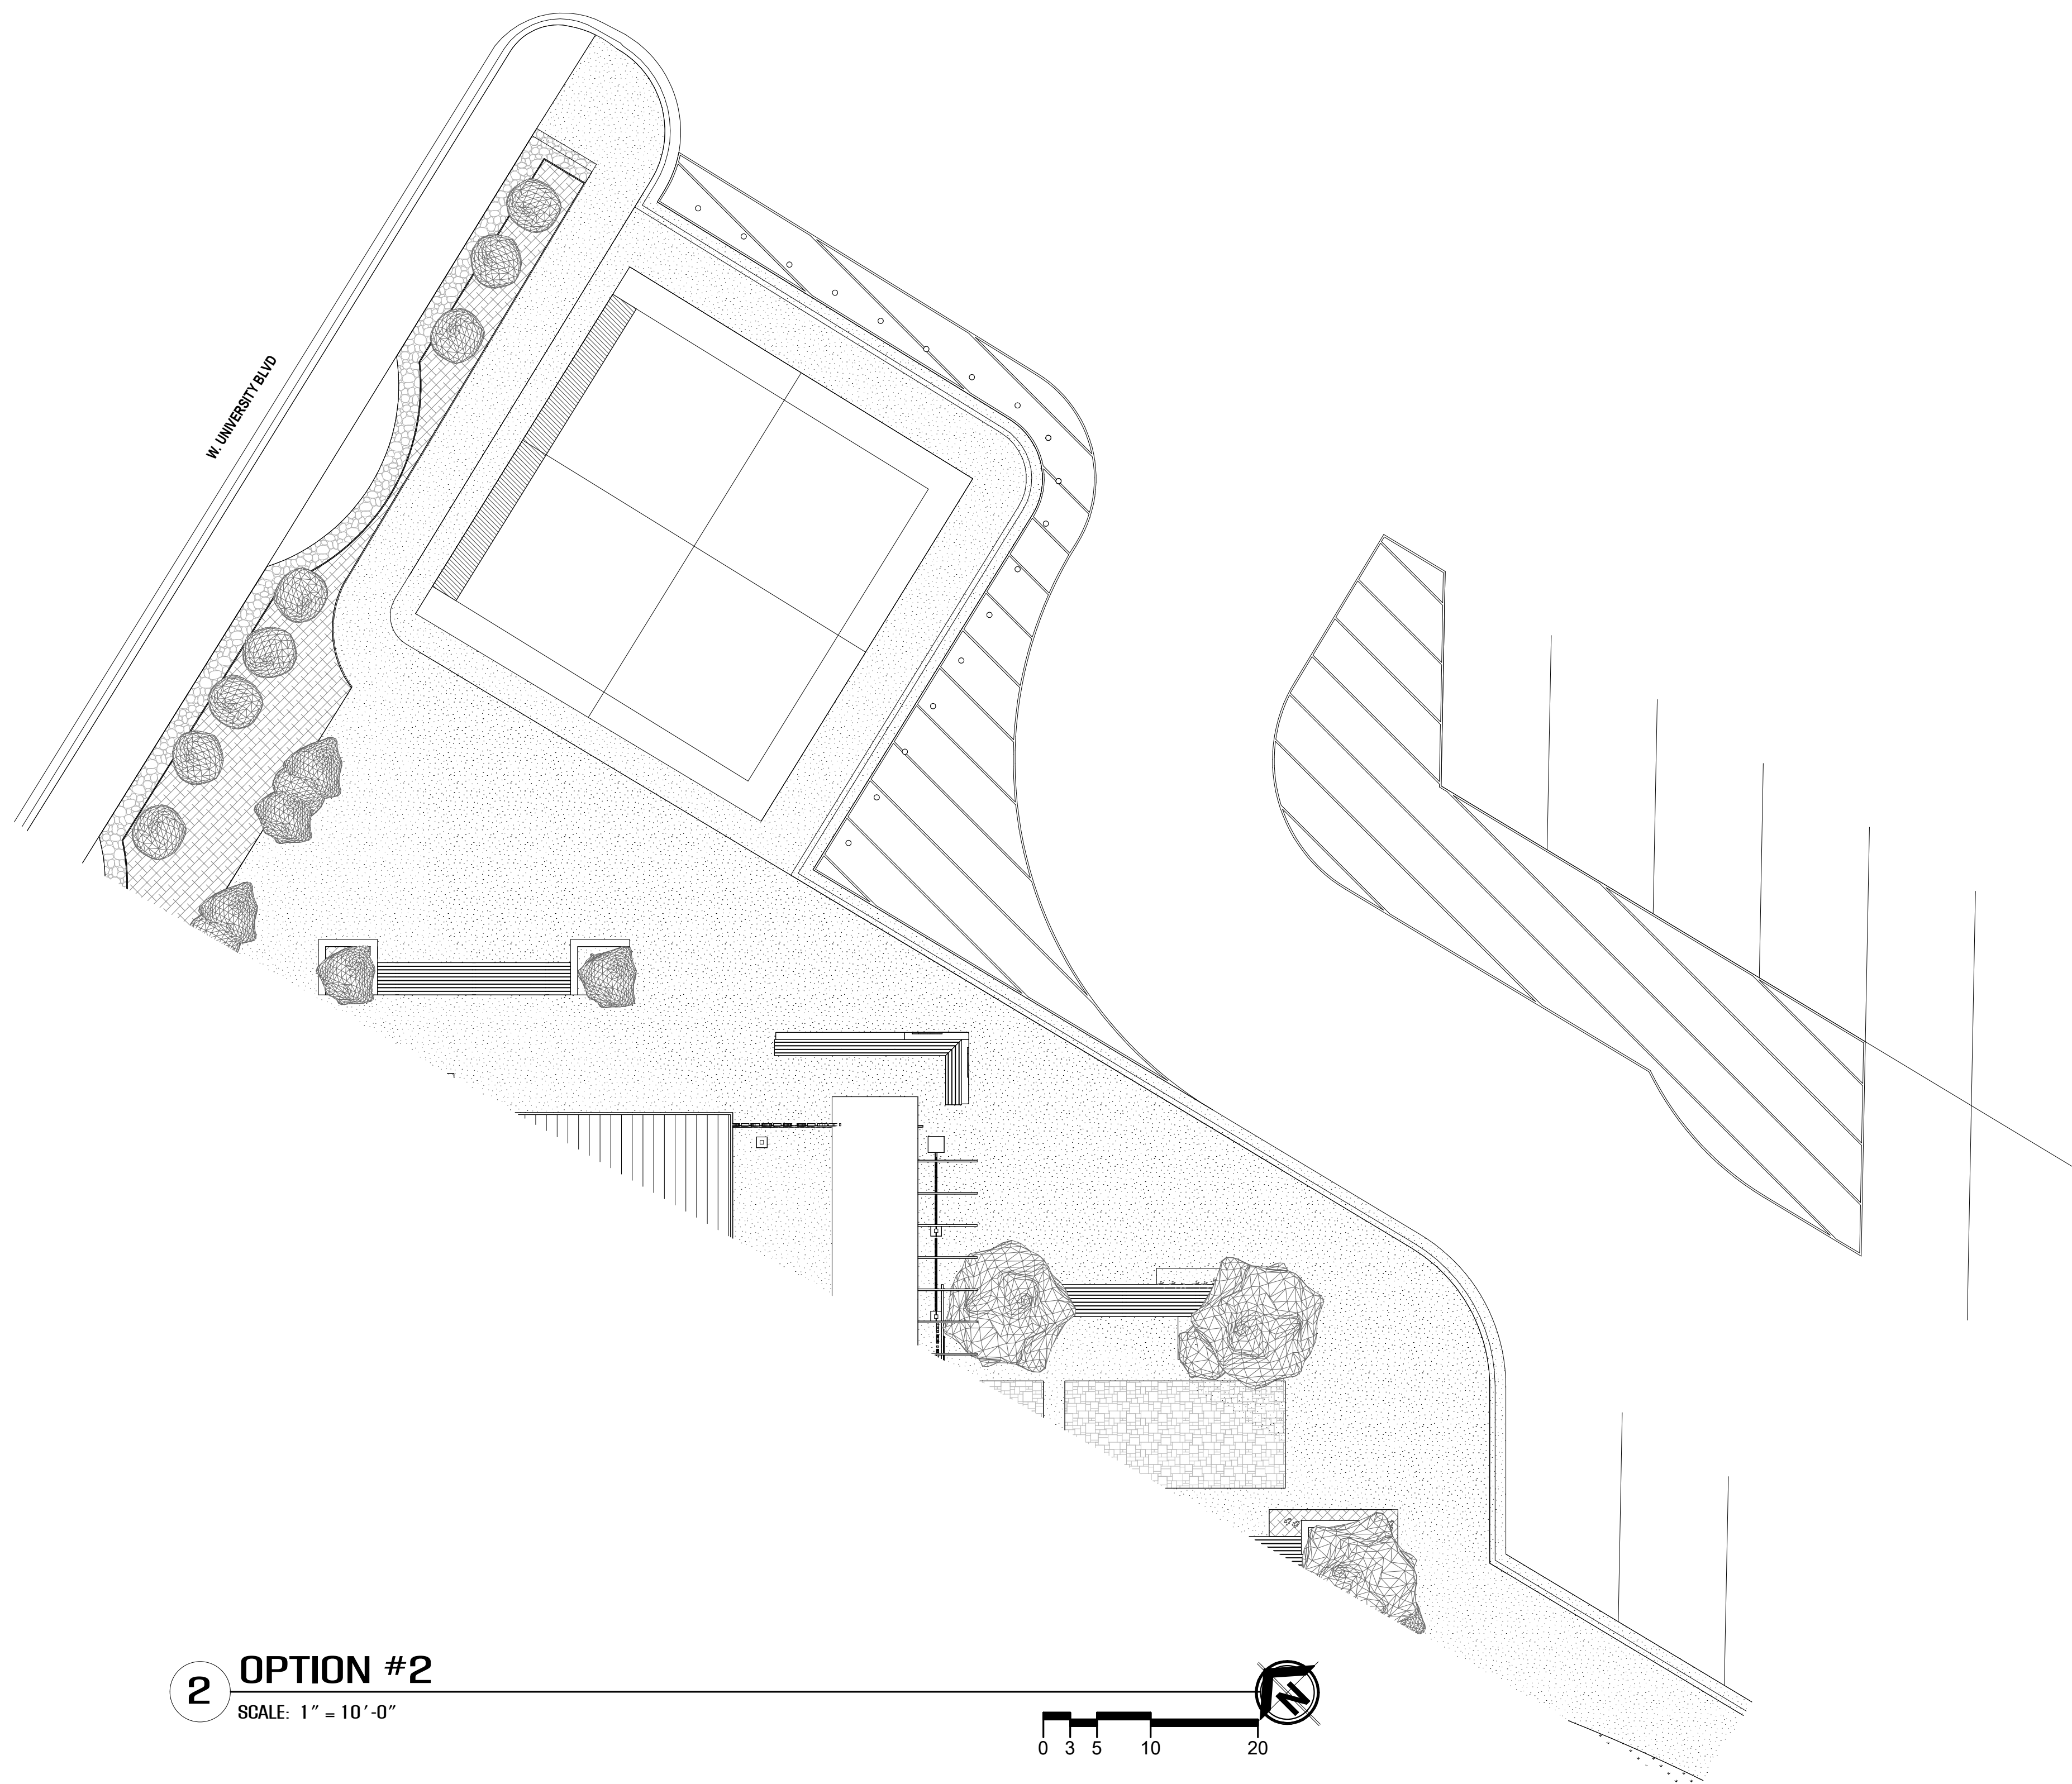 W. UNIVERSITY BLVD
2
OPTION #2
SCALE: 1" = 10'-0"
N
0 3 5 10 20